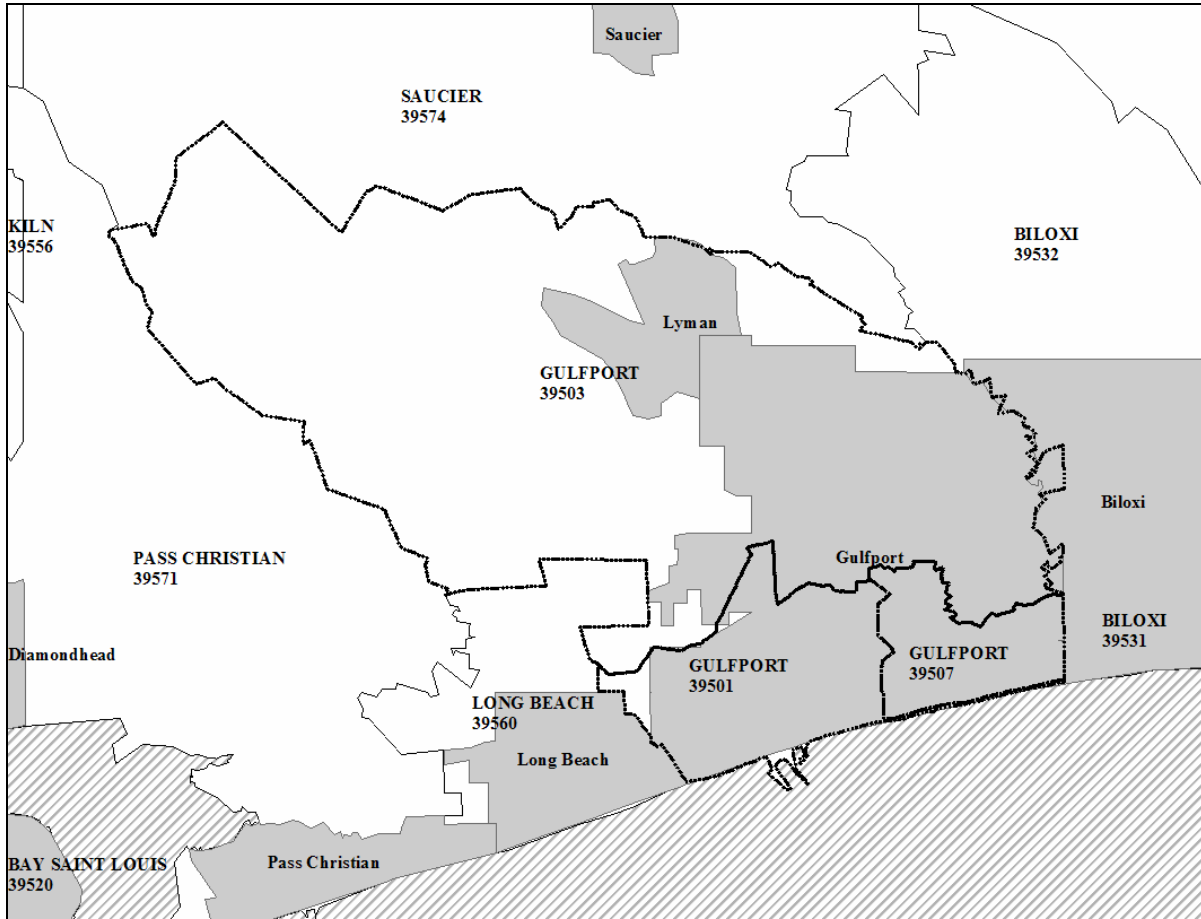 Saucier
SAUCIER
39574
KILN
39556
BILOXI
39532
Lyman
GULFPORT
39503
Biloxi
PASS CHRISTIAN
39571
Gulfport
BILOXI
39531
Diamondhead
GULFPORT
39501
GULFPORT
39507
LONG BEACH
39560
Long Beach
BAY SAINT LOUIS
39520
Pass Christian